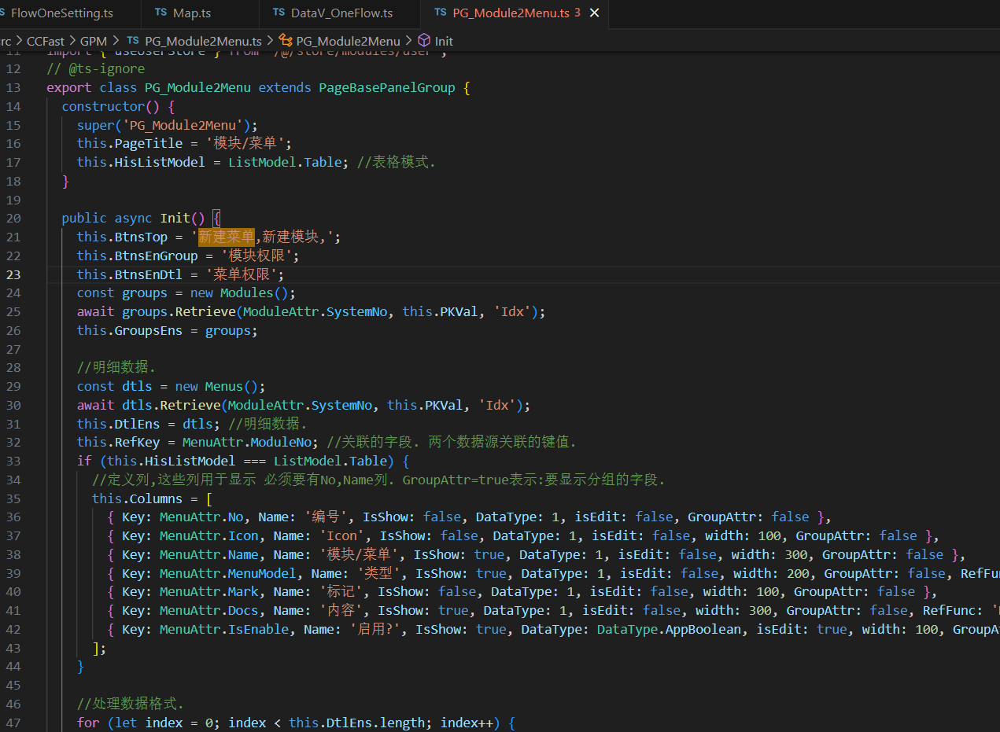 FlowOneSetting.ts TS Map.ts TS DataV_OneFlow.ts TS PG_Module2Menu.ts 3
rc > CCFast > GPM > TS PG_Module2Menu.ts > PG_Module2Menu > Init
11 import { useUserStore } from '/@/store/modules/user';
12 // @ts-ignore
13 export class PG_Module2Menu extends PageBasePanelGroup {
14 constructor() {
15 super('PG_Module2Menu');
16 this.PageTitle = '模块/菜单';
17 this.HisListModel = ListModel.Table; //表格模式.
18 }
19
20 public async Init() {
21 this.BtnsTop = '新建菜单,新建模块,';
22 this.BtnsEnGroup = '模块权限';
23 this.BtnsEnDtl = '菜单权限';
24 const groups = new Modules();
25 await groups.Retrieve(ModuleAttr.SystemNo, this.PKVal, 'Idx');
26 this.GroupsEns = groups;
27
28 //明细数据.
29 const dtls = new Menus();
30 await dtls.Retrieve(ModuleAttr.SystemNo, this.PKVal, 'Idx');
31 this.DtlEns = dtls; //明细数据.
32 this.RefKey = MenuAttr.ModuleNo; //关联的字段. 两个数据源关联的键值.
33 if (this.HisListModel === ListModel.Table) {
34 //定义列,这些列用于显示 必须要有No,Name列. GroupAttr=true表示:要显示分组的字段.
35 this.Columns = [
36 { Key: MenuAttr.No, Name: '编号', IsShow: false, DataType: 1, isEdit: false, GroupAttr: false },
37 { Key: MenuAttr.Icon, Name: 'Icon', IsShow: false, DataType: 1, isEdit: false, width: 100, GroupAttr: false },
38 { Key: MenuAttr.Name, Name: '模块/菜单', IsShow: true, DataType: 1, isEdit: false, width: 300, GroupAttr: false },
39 { Key: MenuAttr.MenuModel, Name: '类型', IsShow: true, DataType: 1, isEdit: false, width: 200, GroupAttr: false, RefFu
40 { Key: MenuAttr.Mark, Name: '标记', IsShow: false, DataType: 1, isEdit: false, width: 100, GroupAttr: false },
41 { Key: MenuAttr.Docs, Name: '内容', IsShow: true, DataType: 1, isEdit: false, width: 300, GroupAttr: false, RefFunc: '
42 { Key: MenuAttr.IsEnable, Name: '启用?', IsShow: true, DataType: DataType.AppBoolean, isEdit: true, width: 100, GroupA
43 ];
44 }
45
46 //处理数据格式.
47 for (let index = 0; index < this.DtlEns.length; index++) {